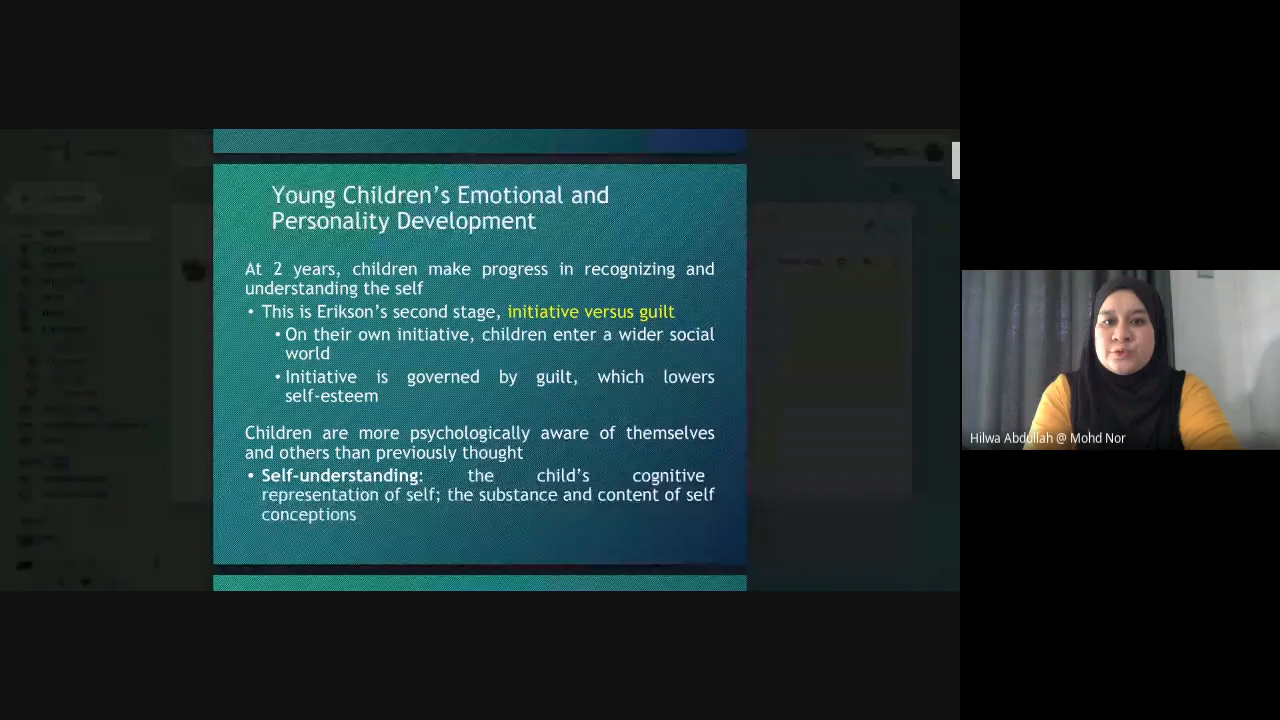 Young Children's Emotional and
Personality Development
At 2 years, children make progress in recognizing and
understanding the self
• This is Erikson's second stage, initiative versus guilt
• On their own initiative, children enter a wider social
world
• Initiative is governed by guilt, which lowers
self-esteem
Children are more psychologically aware of themselves
and others than previously thought
• Self-understanding: the child's cognitive
representation of self; the substance and content of self
conceptions
Hilwa Abdullah @ Mohd Nor